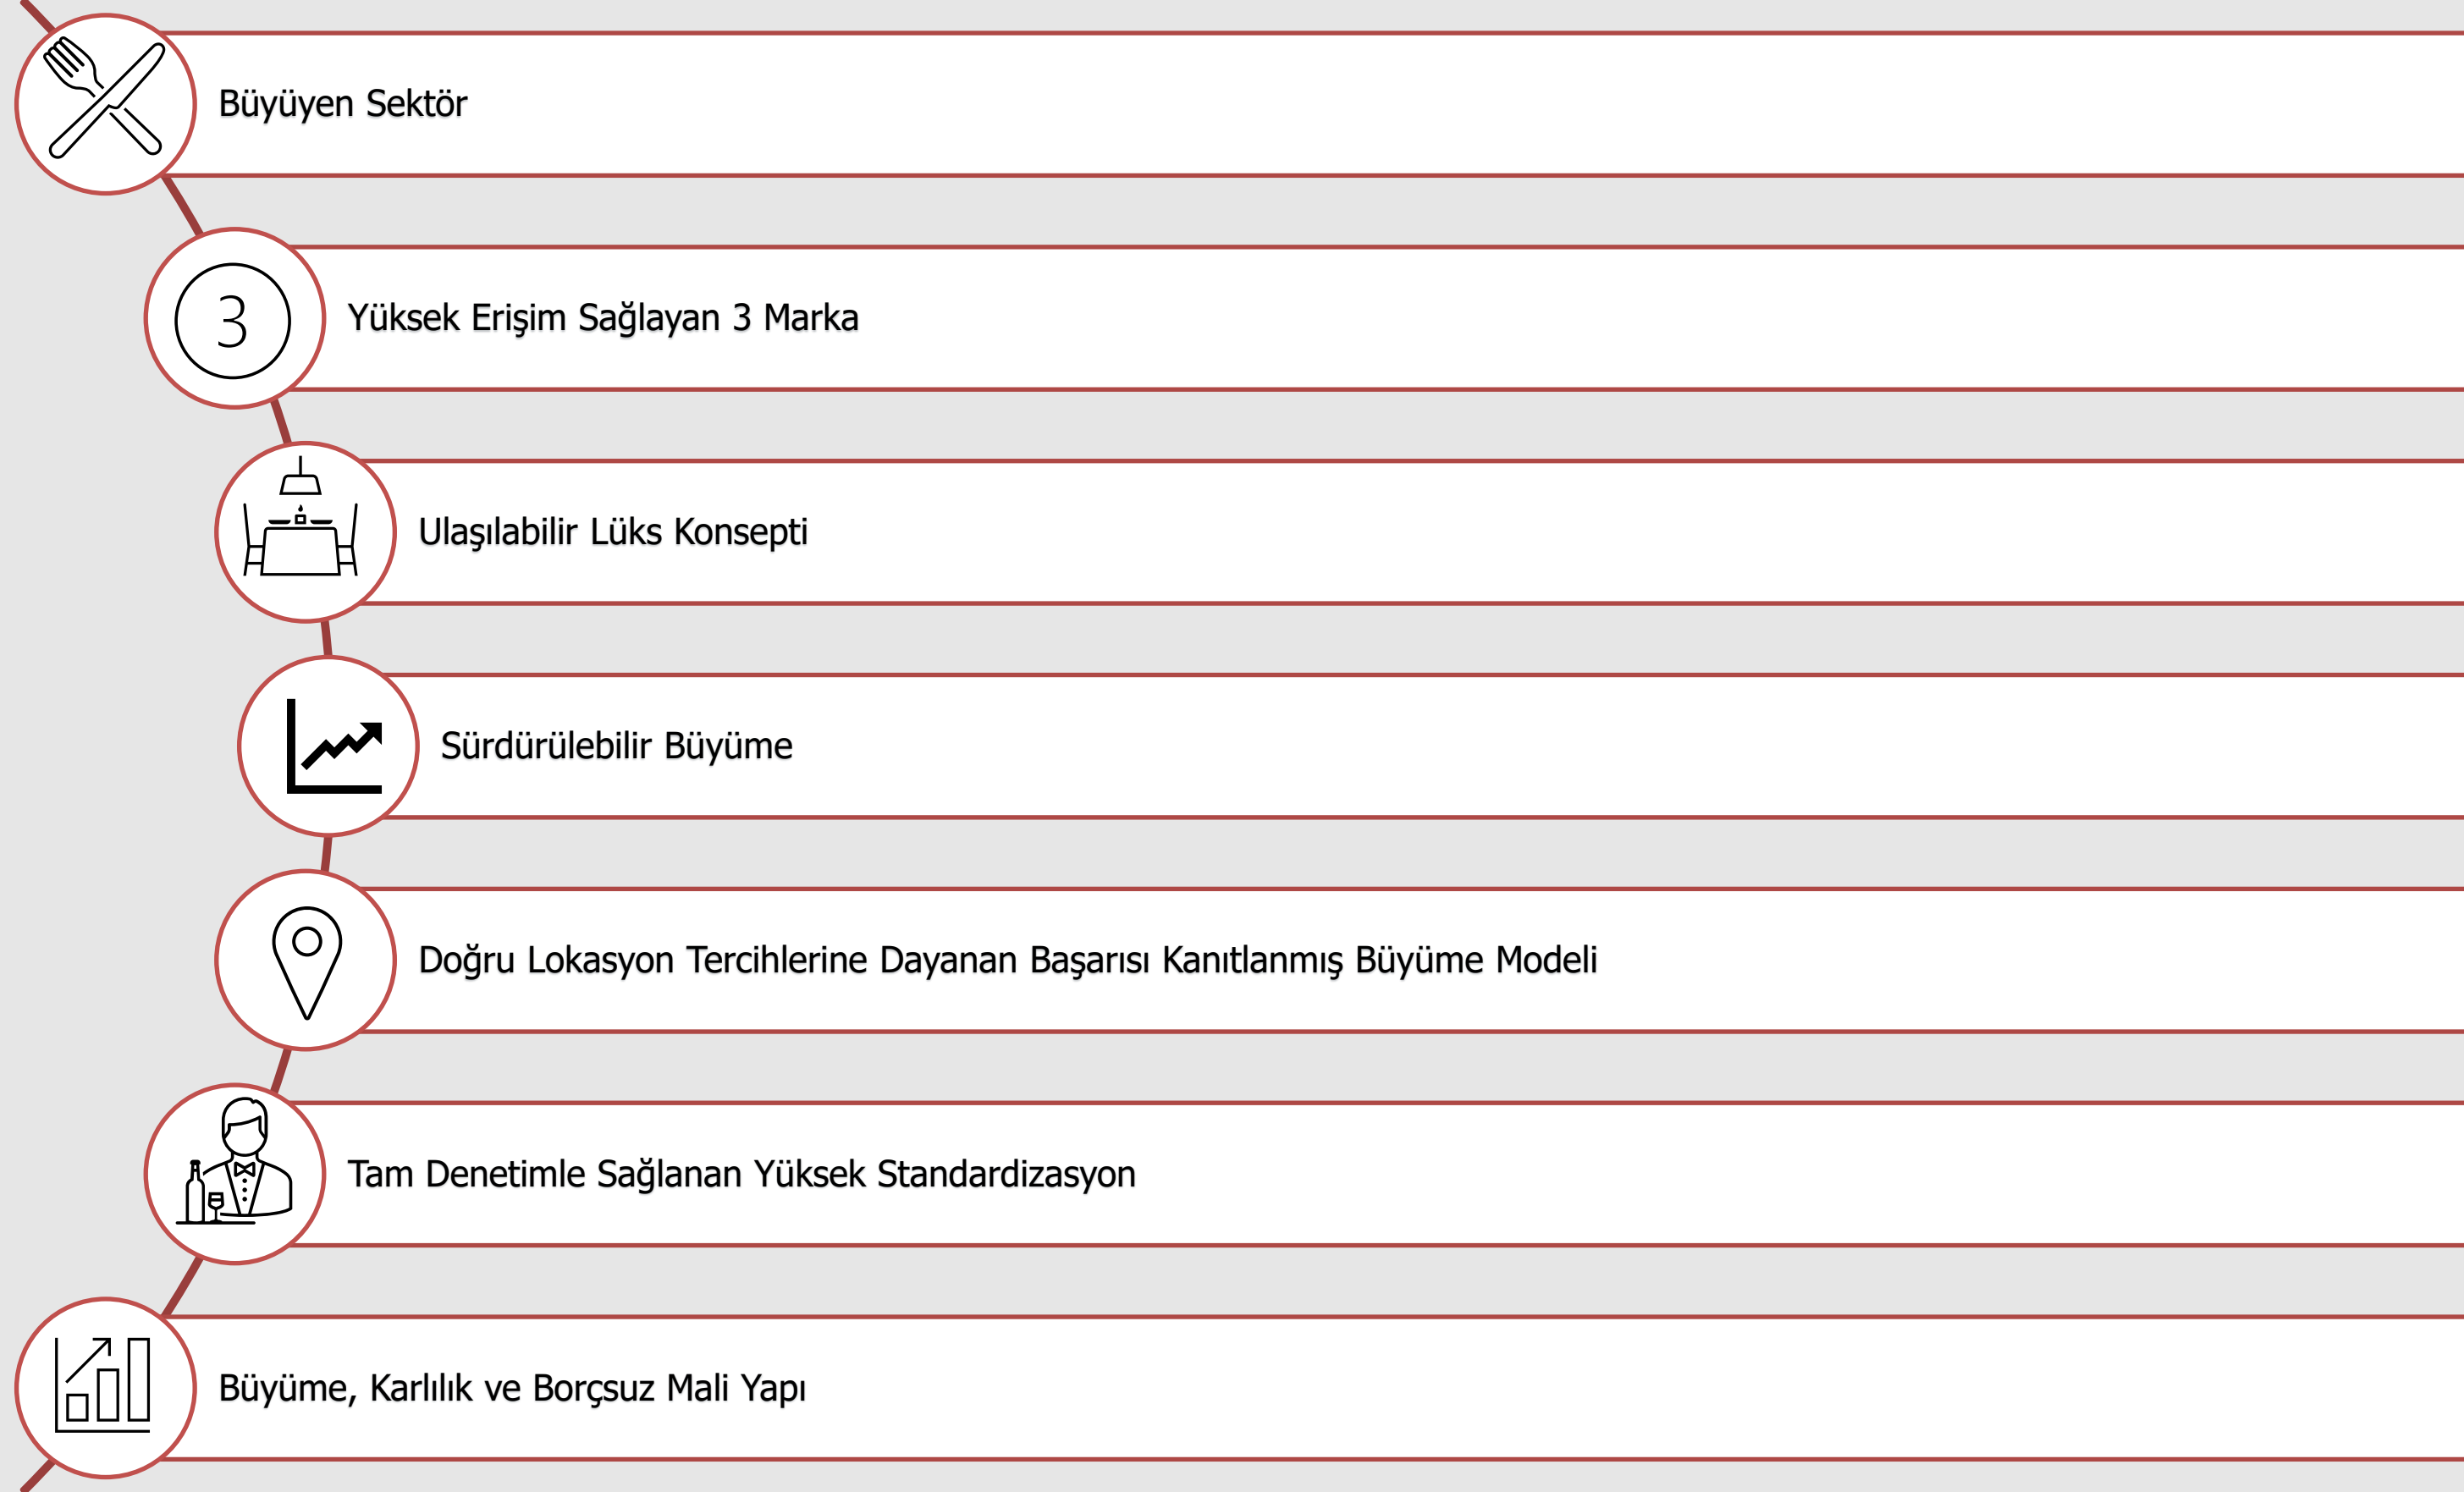 Büyüyen Sektör
3
Yüksek Erişim Sağlayan 3 Marka
Ulaşılabilir Lüks Konsepti
Sürdürülebilir Büyüme
Doğru Lokasyon Tercihlerine Dayanan Başarısı Kanıtlanmış Büyüme Modeli
Tam Denetimle Sağlanan Yüksek Standardizasyon
Büyüme, Karlılık ve Borçsuz Mali Yapı